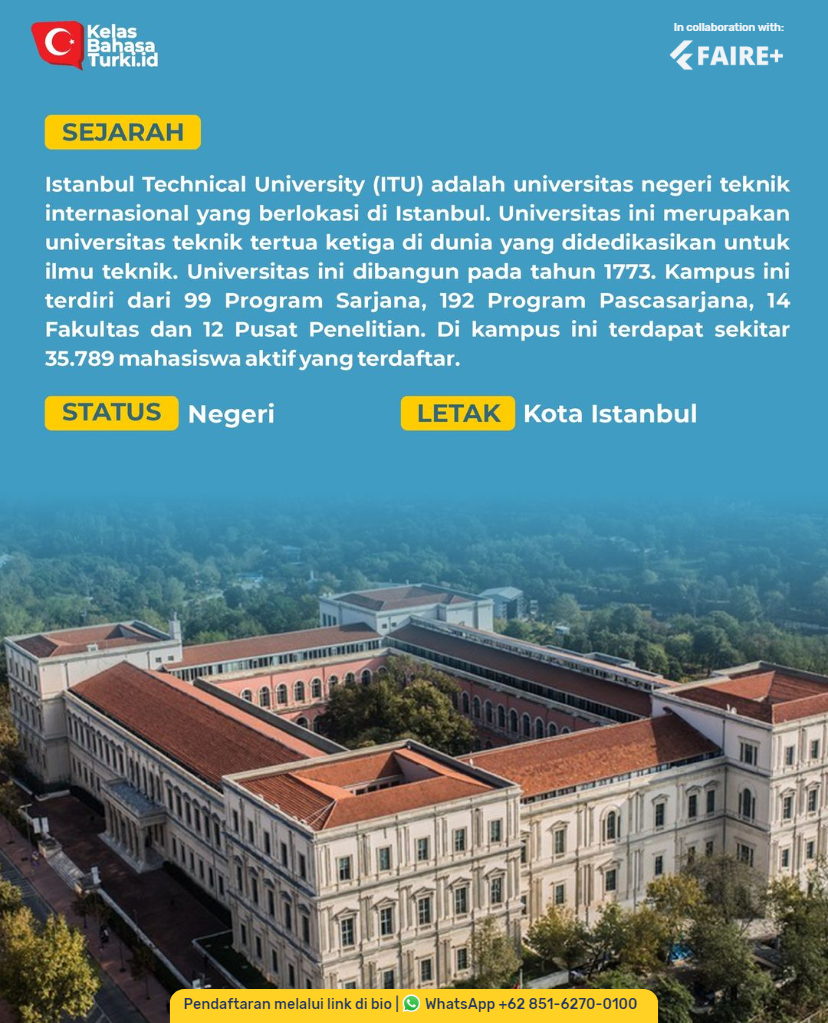 Kelas
Bahasa
Turki.id
In collaboration with:
FAIRE+
SEJARAH
Istanbul Technical University (ITU) adalah universitas negeri teknik
internasional yang berlokasi di Istanbul. Universitas ini merupakan
universitas teknik tertua ketiga di dunia yang didedikasikan untuk
ilmu teknik. Universitas ini dibangun pada tahun 1773. Kampus ini
terdiri dari 99 Program Sarjana, 192 Program Pascasarjana, 14
Fakultas dan 12 Pusat Penelitian. Di kampus ini terdapat sekitar
35.789 mahasiswa aktif yang terdaftar.
STATUS Negeri
LETAK Kota Istanbul
Pendaftaran melalui link di bio | WhatsApp +62 851-6270-0100